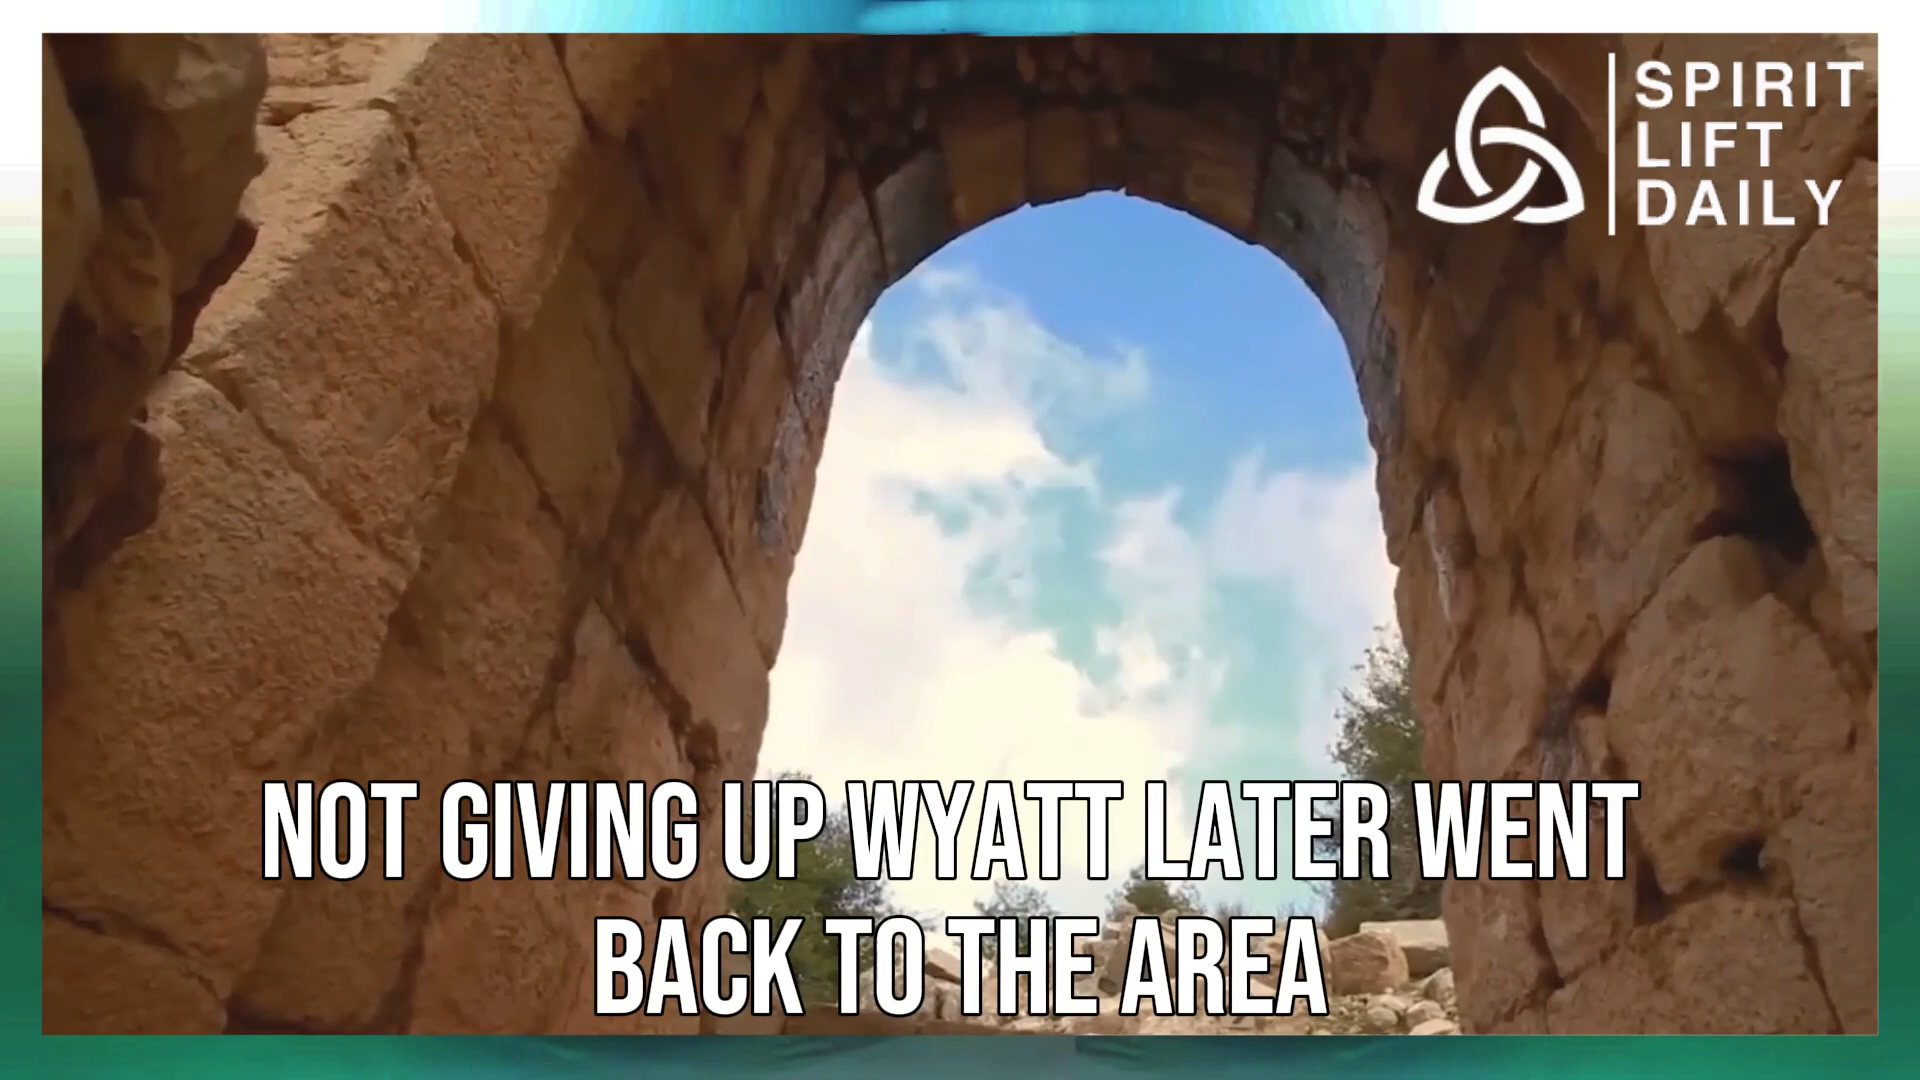 SPIRIT
LIFT
DAILY
NOT GIVING UP WYATT LATER WENT
BACK TO THE AREA